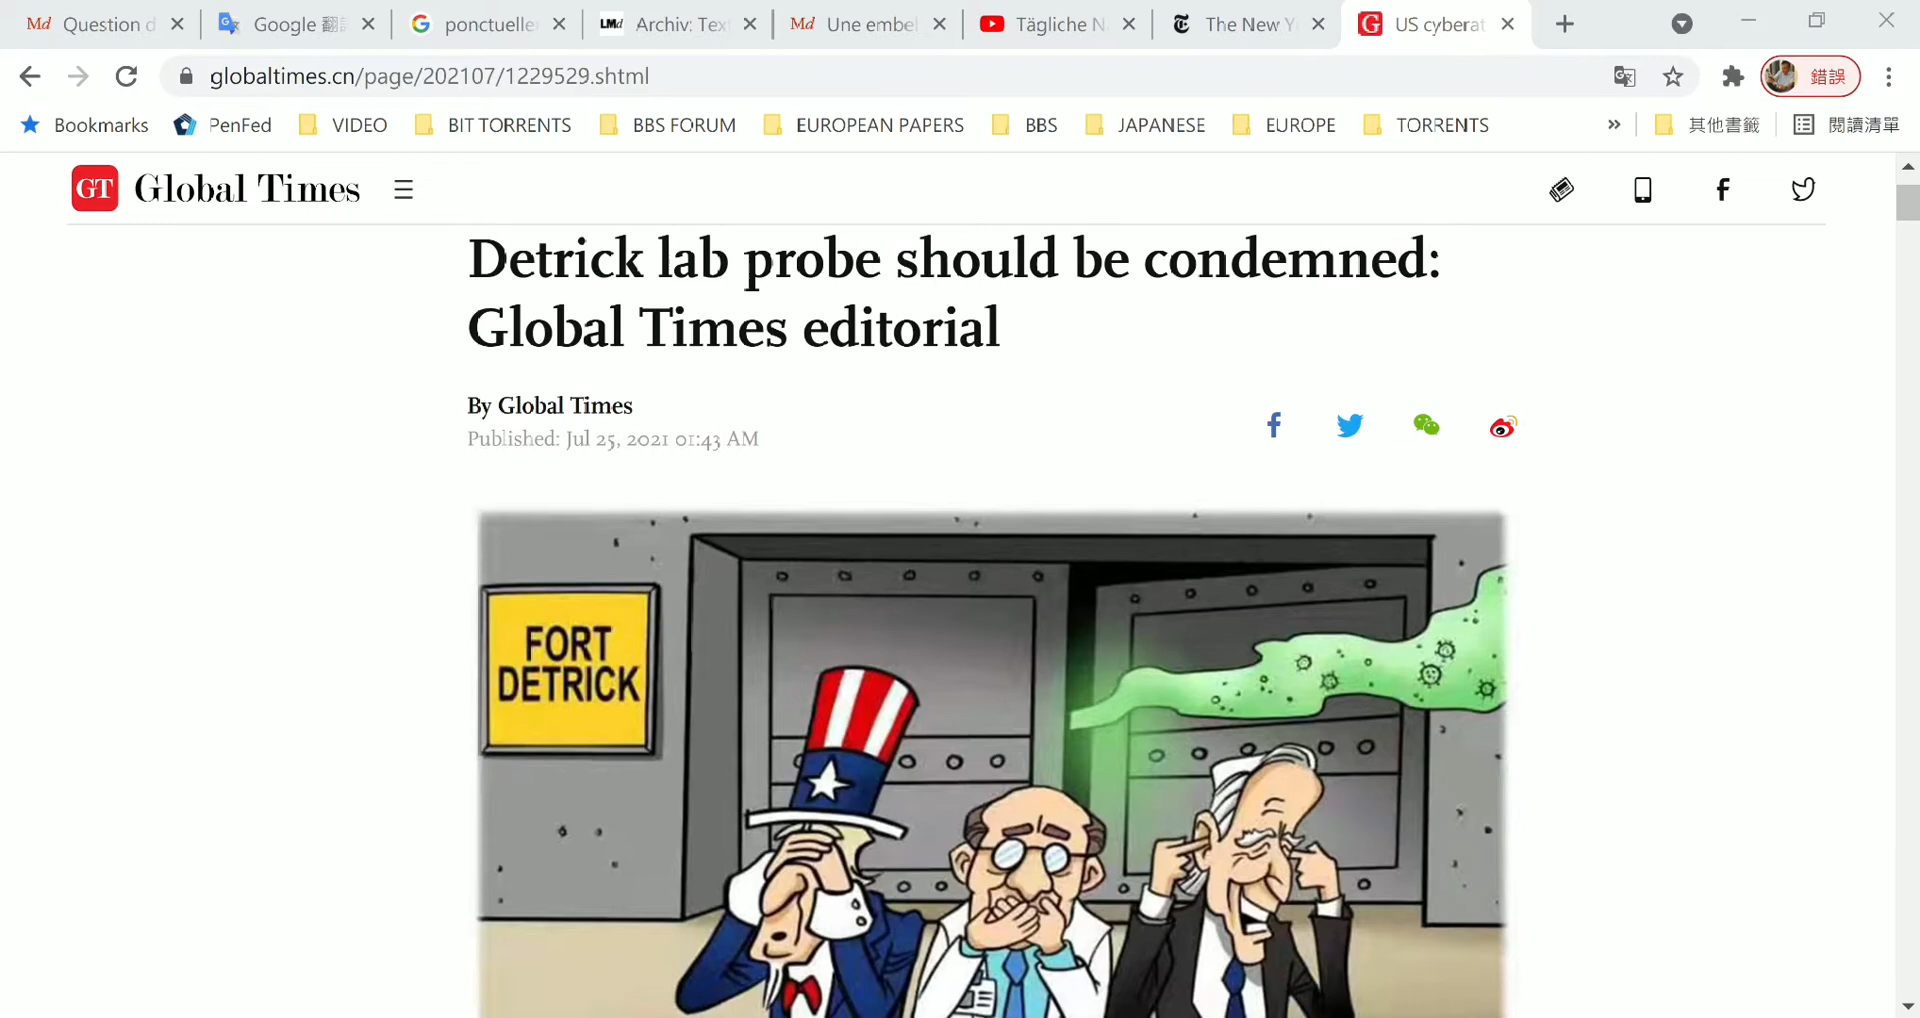 Question d
Google 翻
ponctuelle
Archiv: Tex
Une embel
Tägliche N
The New Y
US cyberat
globaltimes.cn/page/202107/1229529.shtml
錯誤
Bookmarks
PenFed
VIDEO
BIT TORRENTS
BBS FORUM
EUROPEAN PAPERS
BBS
JAPANESE
EUROPE
TORRENTS
»
其他書籤
閱讀清單
GT Global Times
Detrick lab probe should be condemned:
Global Times editorial
By Global Times
Published: Jul 25, 2021 01:43 AM
FORT
DETRICK